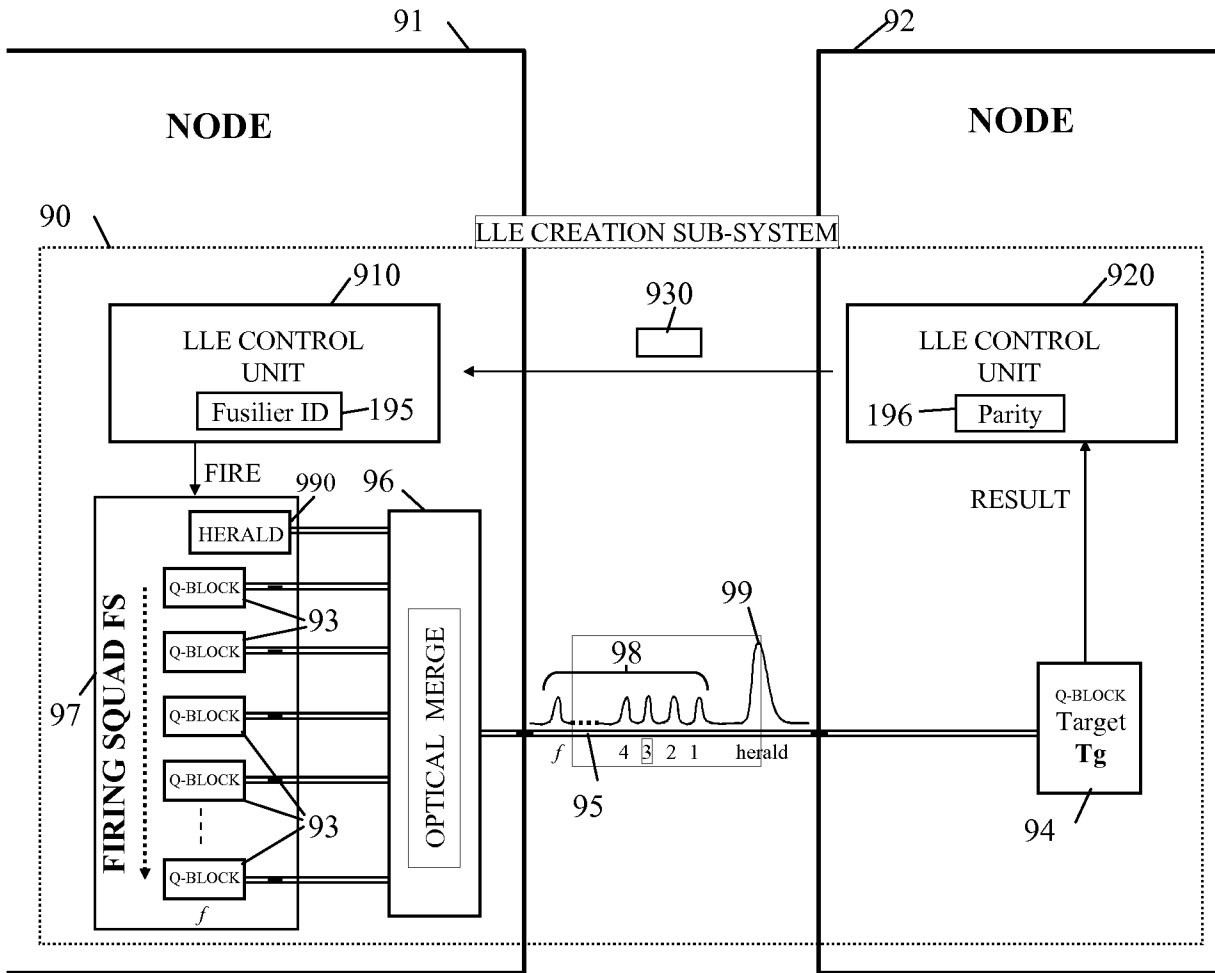 91
92
NODE
NODE
90
LLE CREATION SUB-SYSTEM
910
930
920
LLE CONTROL
UNIT
Fusilier ID
195
LLE CONTROL
UNIT
196
Parity
FIRE
990
96
RESULT
HERALD
Q-BLOCK
93
Q-BLOCK
Q-BLOCK
Q-BLOCK
93
Q-BLOCK
f
FIRING SQUAD FS
97
OPTICAL MERGE
98
99
f
4
3
2
1
herald
95
Q-BLOCK
Target
Tg
94